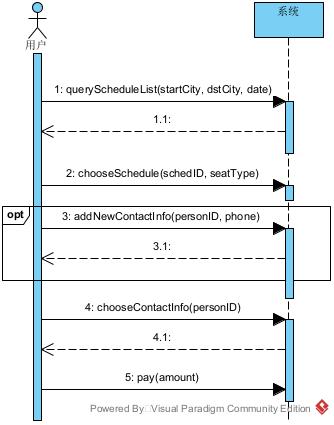 用户
系统
1: queryScheduleList(startCity, dstCity, date)
1.1:
2: chooseSchedule(schedID, seatType)
opt
3: addNewContactInfo(personID, phone)
3.1:
4: chooseContactInfo(personID)
4.1:
5: pay(amount)
Powered By Visual Paradigm Community Edition